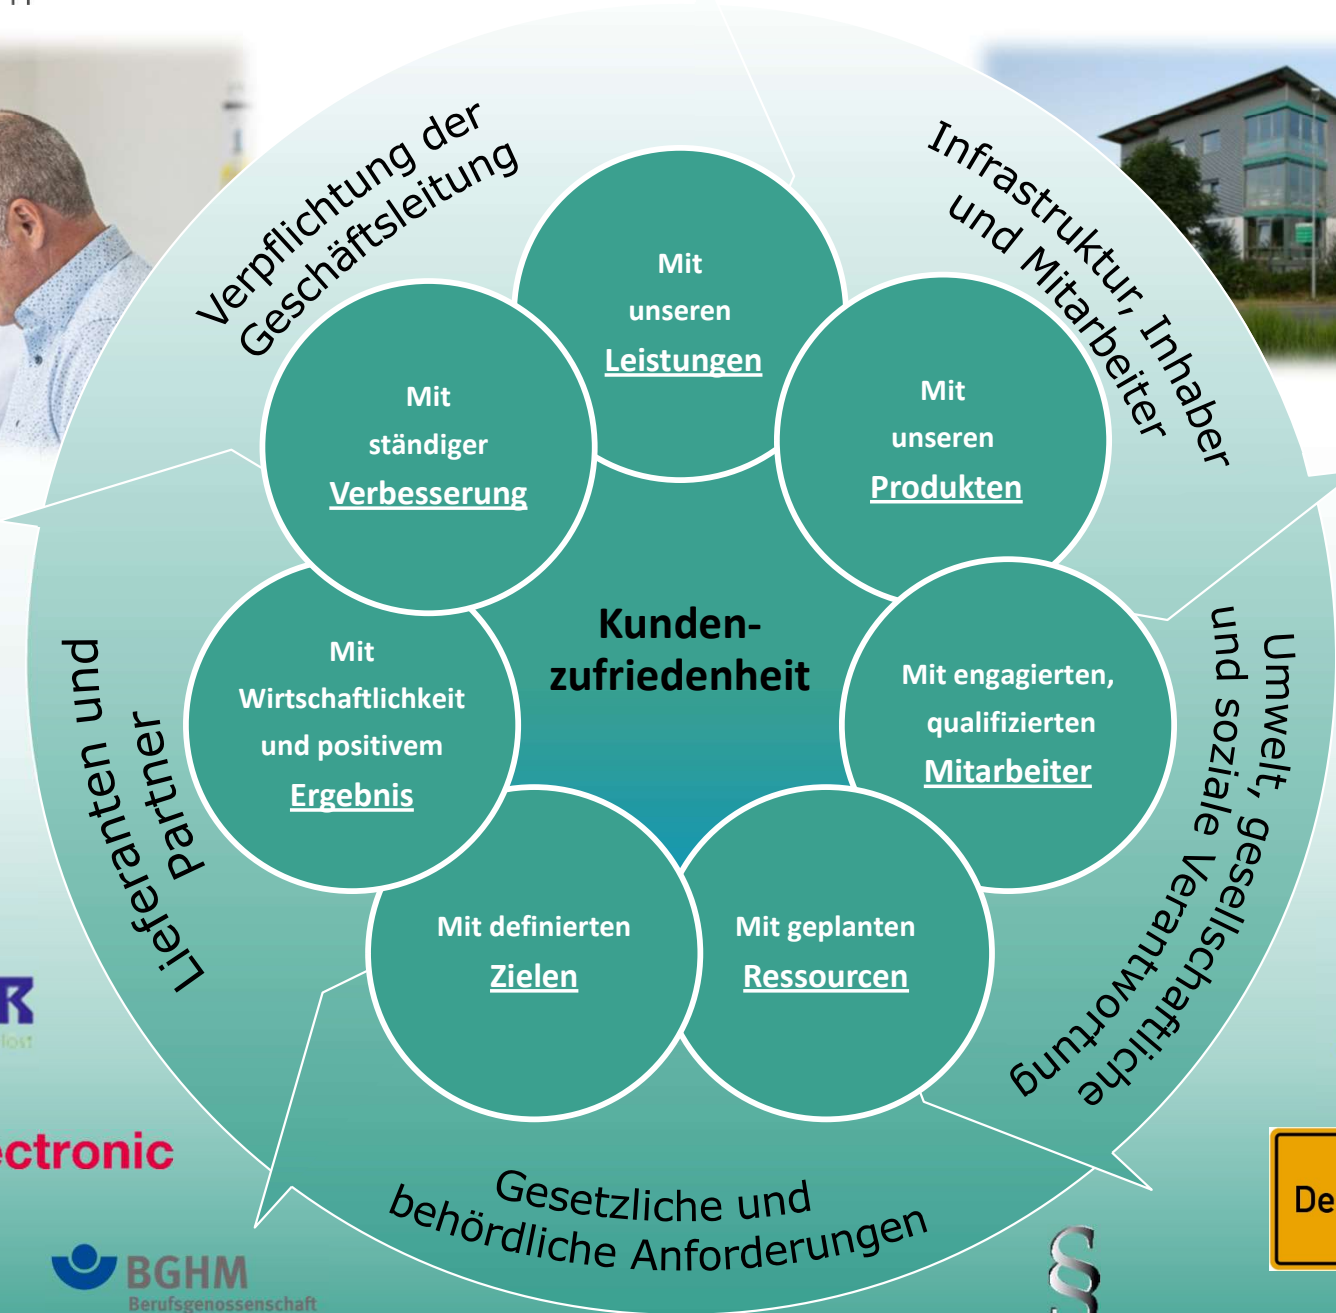 Verpflichtung der
Geschäftsleitung
Infrastruktur, Inhaber
und Mitarbeiter
Umwelt, gesellschaftliche
und soziale Verantwortung
Gesetzliche und
behördliche Anforderungen
Lieferanten und
Partner
Mit
unseren
Leistungen
Mit
unseren
Produkten
Mit engagierten,
qualifizierten
Mitarbeiter
Mit geplanten
Ressourcen
Mit definierten
Zielen
Mit
Wirtschaftlichkeit
und positivem
Ergebnis
Mit
ständiger
Verbesserung
Kunden-
zufriedenheit
R
ectronic
BGHM
Berufsgenossenschaft
§
De